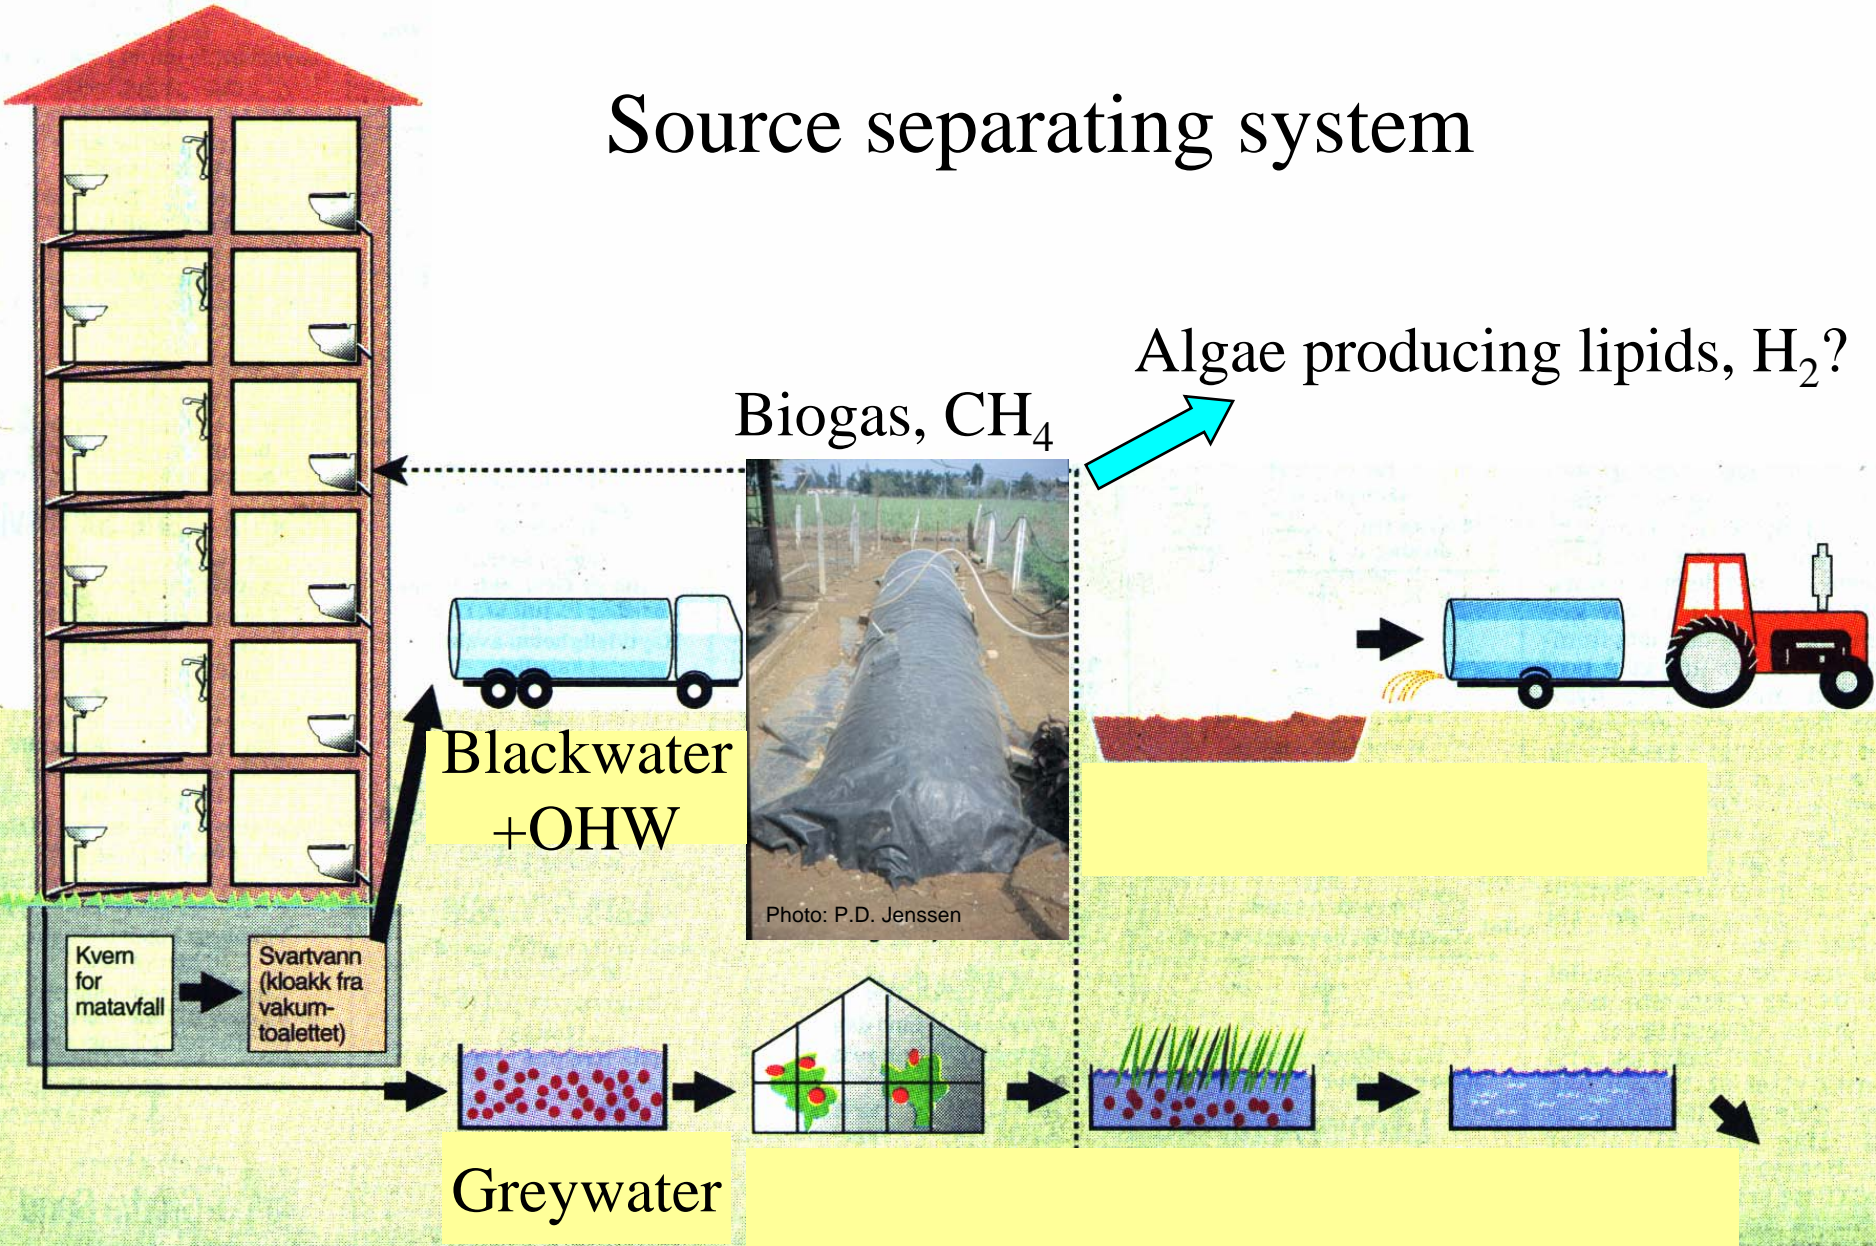 Source separating system
Algae producing lipids, H₂?
Biogas, CH₄
Blackwater
+OHW
Photo: P.D. Jenssen
Kvern
for
matavfall
Svartvann
(kloakk fra
vakum-
toalettet)
Greywater